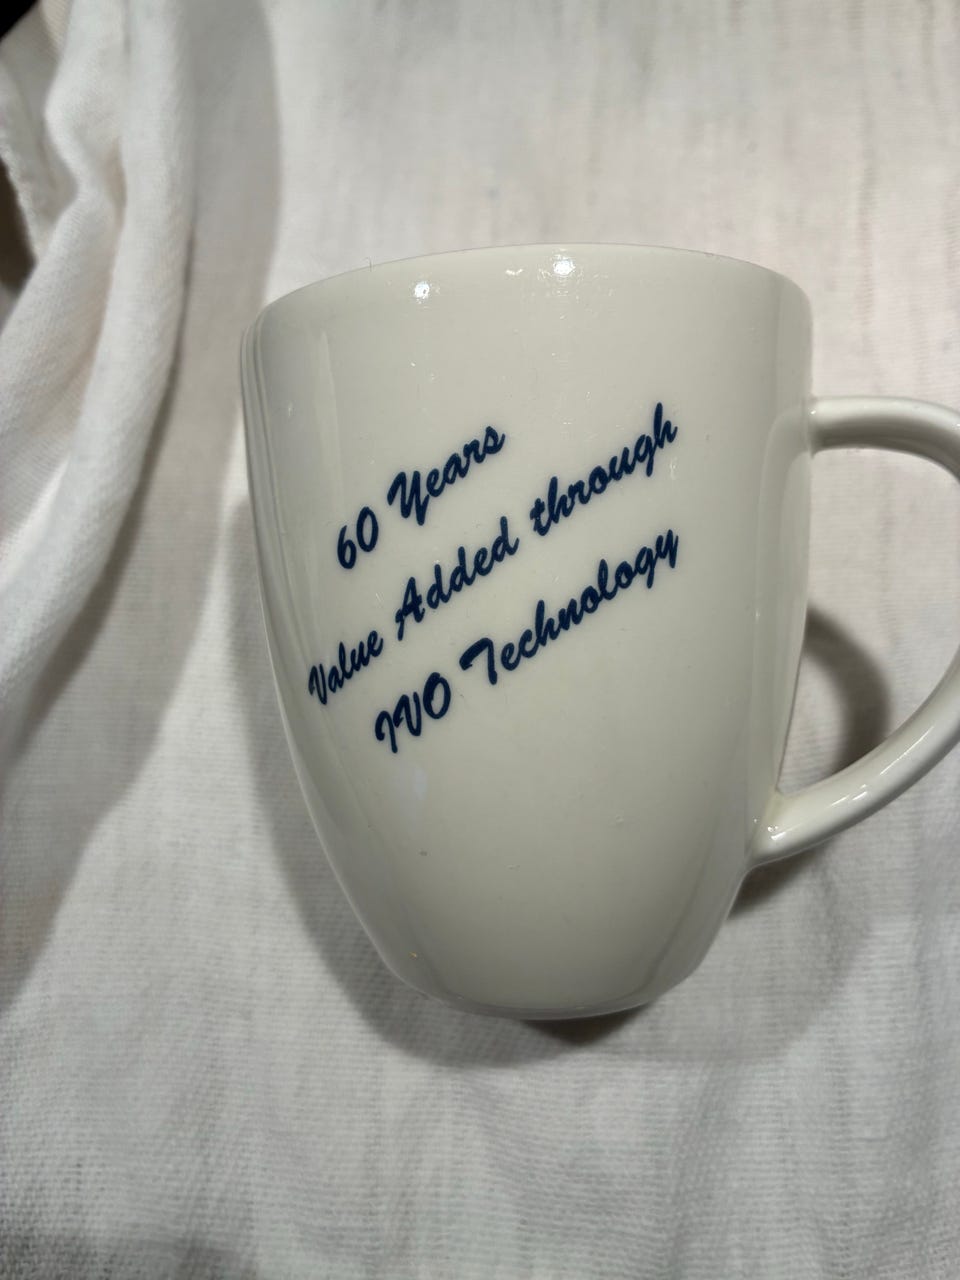 60 Years
Value Added through
IVO Technology